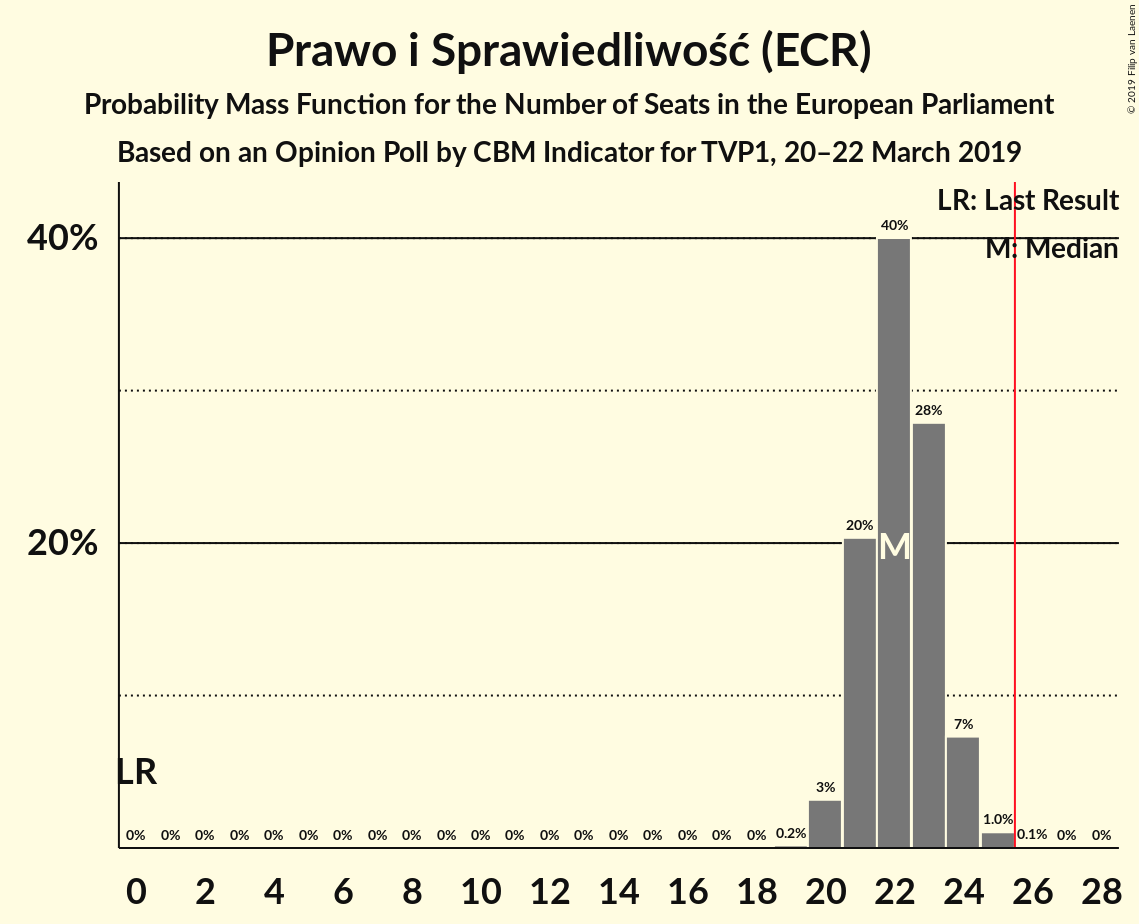 Prawo i Sprawiedliwość (ECR)
Probability Mass Function for the Number of Seats in the European Parliament
Based on an Opinion Poll by CBM Indicator for TVP1, 20–22 March 2019
© 2019 Filip van Laenen
LR: Last Result
M: Median
40%
20%
40%
28%
20%
M
7%
3%
1.0%
0.2%
0.1%
LR
0% 0% 0% 0% 0% 0% 0% 0% 0% 0% 0% 0% 0% 0% 0% 0% 0% 0% 0% 0% 0%
0 2 4 6 8 10 12 14 16 18 20 22 24 26 28